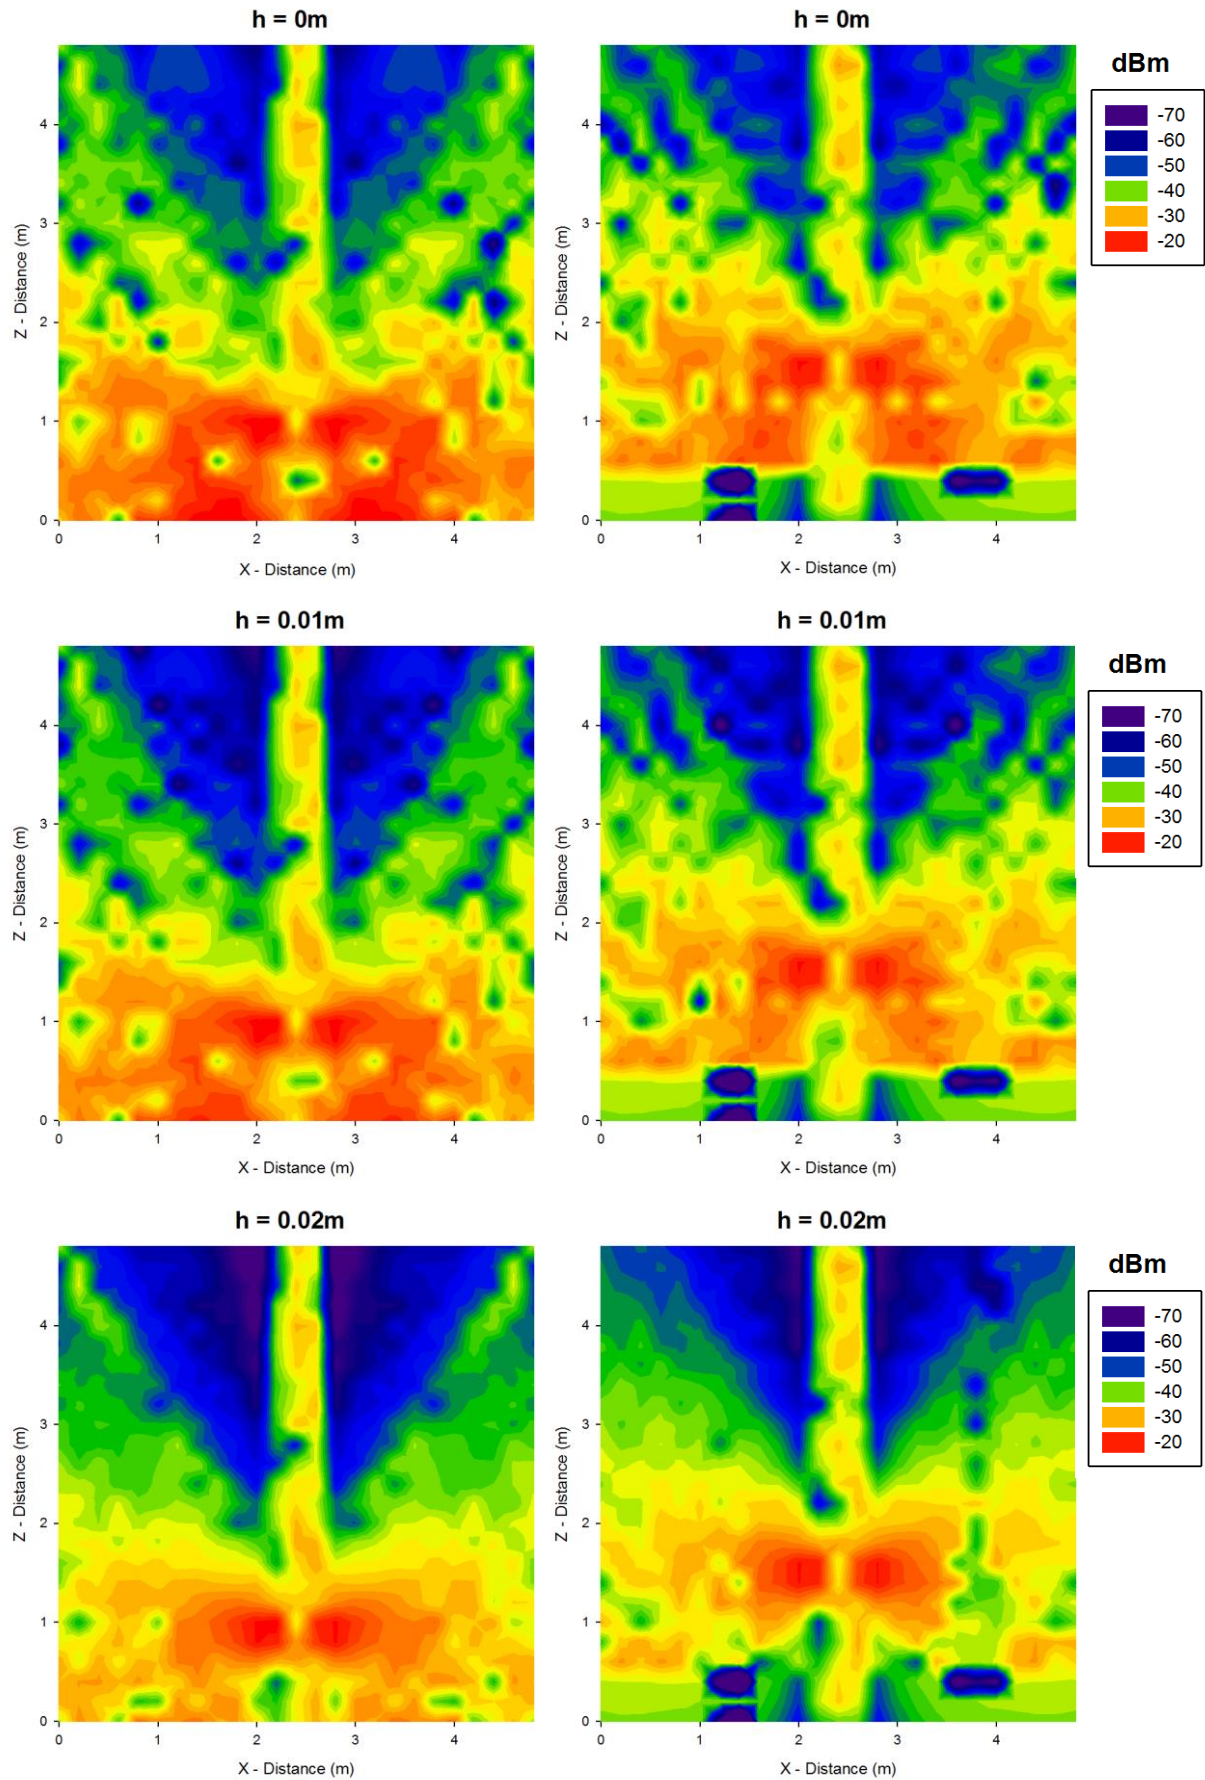 h = 0m
h = 0m
dBm
-70
-60
-50
-40
-30
-20
Z - Distance (m)
4
3
2
1
0
0 1 2 3 4
X - Distance (m)
Z - Distance (m)
4
3
2
1
0
0 1 2 3 4
X - Distance (m)
h = 0.01m
h = 0.01m
dBm
-70
-60
-50
-40
-30
-20
Z - Distance (m)
4
3
2
1
0
0 1 2 3 4
X - Distance (m)
Z - Distance (m)
4
3
2
1
0
0 1 2 3 4
X - Distance (m)
h = 0.02m
h = 0.02m
dBm
-70
-60
-50
-40
-30
-20
Z - Distance (m)
4
3
2
1
0
0 1 2 3 4
X - Distance (m)
Z - Distance (m)
4
3
2
1
0
0 1 2 3 4
X - Distance (m)